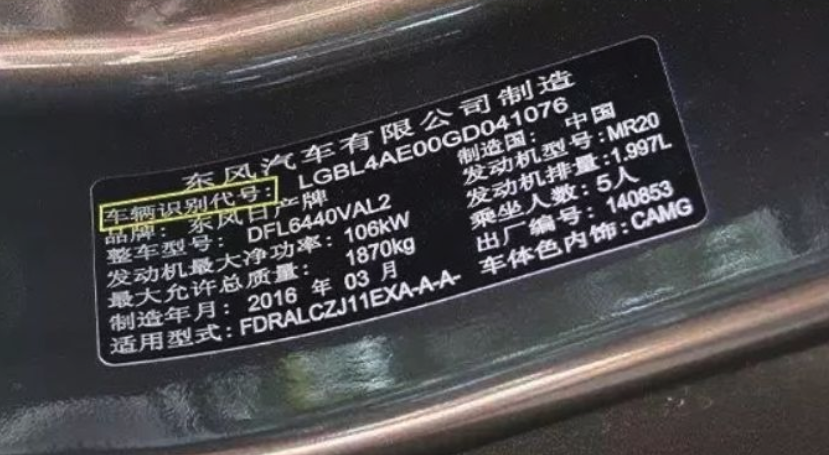 东风汽车有限公司制造
车辆识别代号: LGBL4AE00GD041076
品牌: 东风日产牌 制造国: 中国
整车型号: DFL6440VAL2 发动机型号: MR20
发动机最大净功率: 106kW 发动机排量: 1.997L
最大允许总质量: 1870kg 乘坐人数: 5人
制造年月: 2016 年 03 月 出厂编号: 140853
适用型式: FDRALCZJ11EXA-A-A- 车体色内饰: CAMG